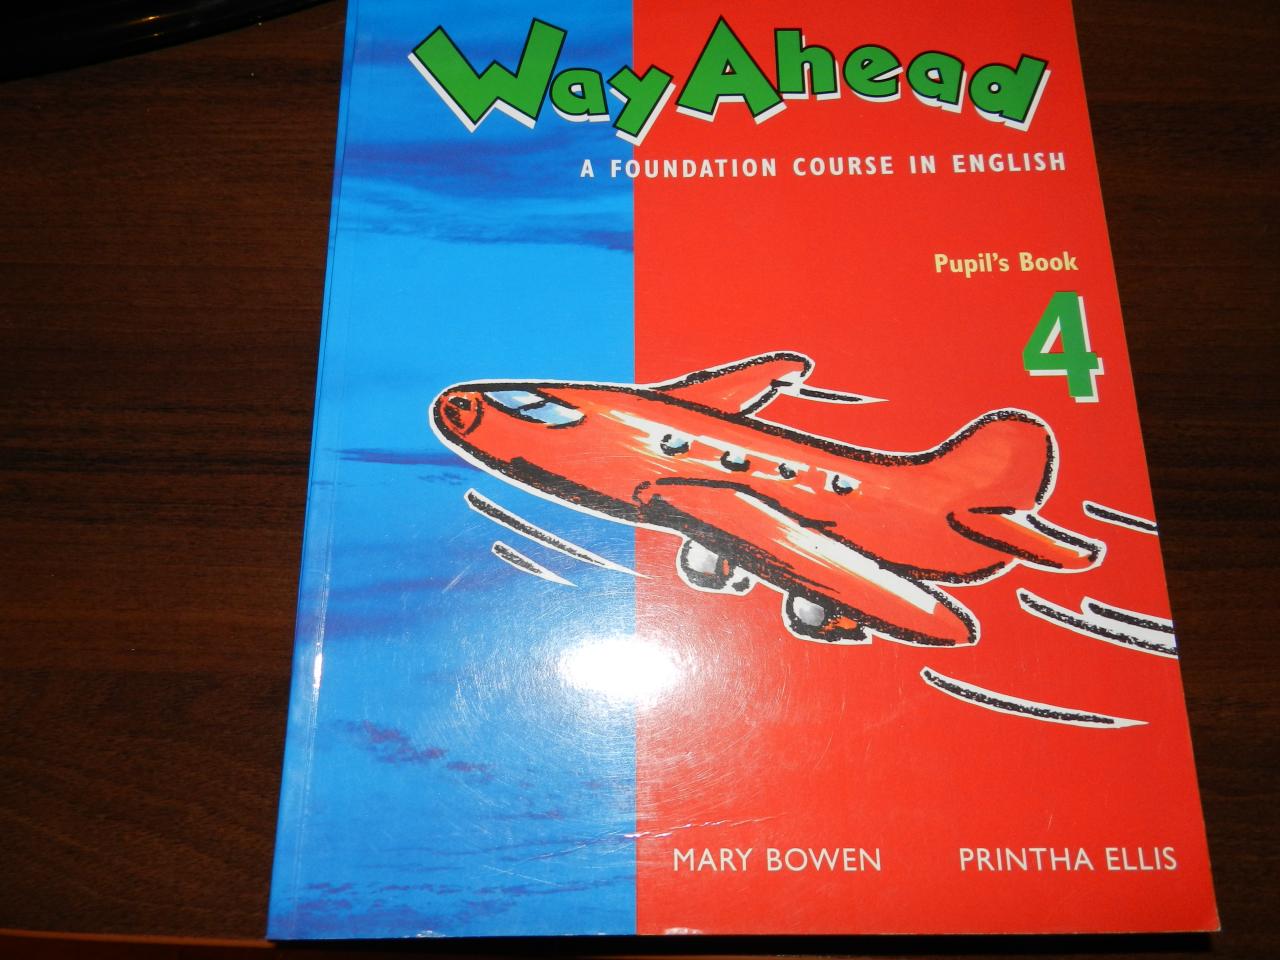 Way Ahead
A FOUNDATION COURSE IN ENGLISH
Pupil's Book
4
MARY BOWEN PRINTHA ELLIS